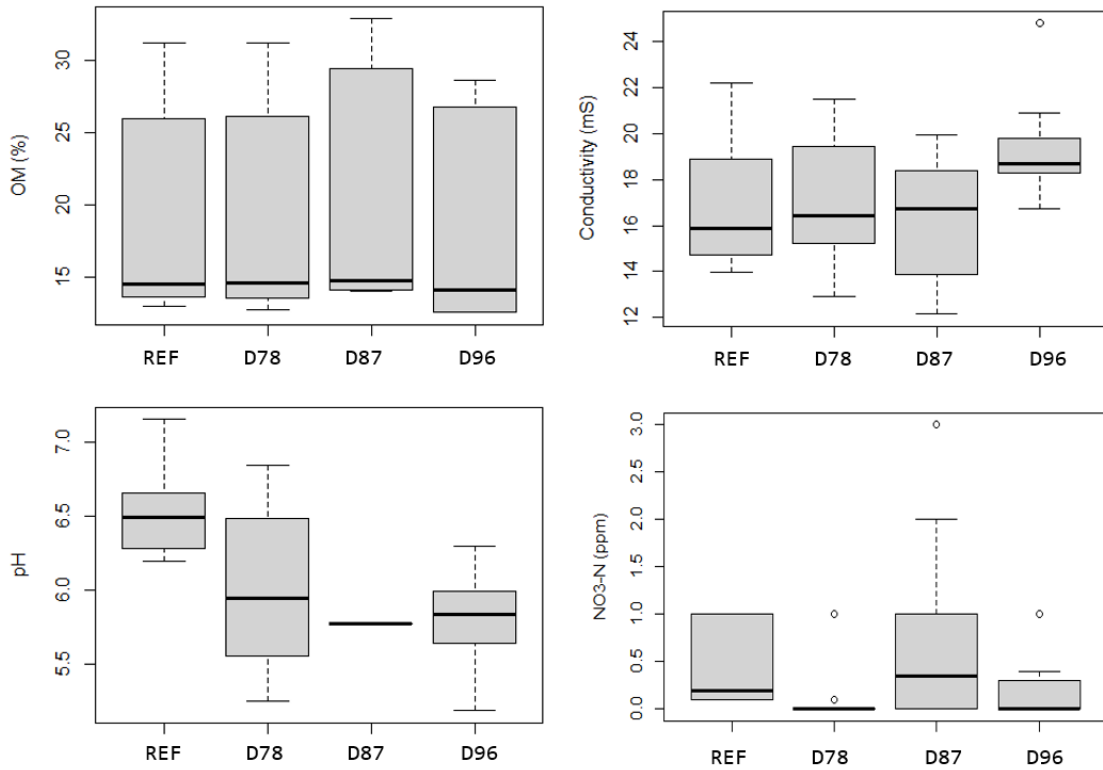 OM (%)
30
25
20
15
REF D78 D87 D96
Conductivity (mS)
24
22
20
18
16
14
12
REF D78 D87 D96
pH
7.0
6.5
6.0
5.5
REF D78 D87 D96
NO3-N (ppm)
3.0
2.5
2.0
1.5
1.0
0.5
0.0
REF D78 D87 D96